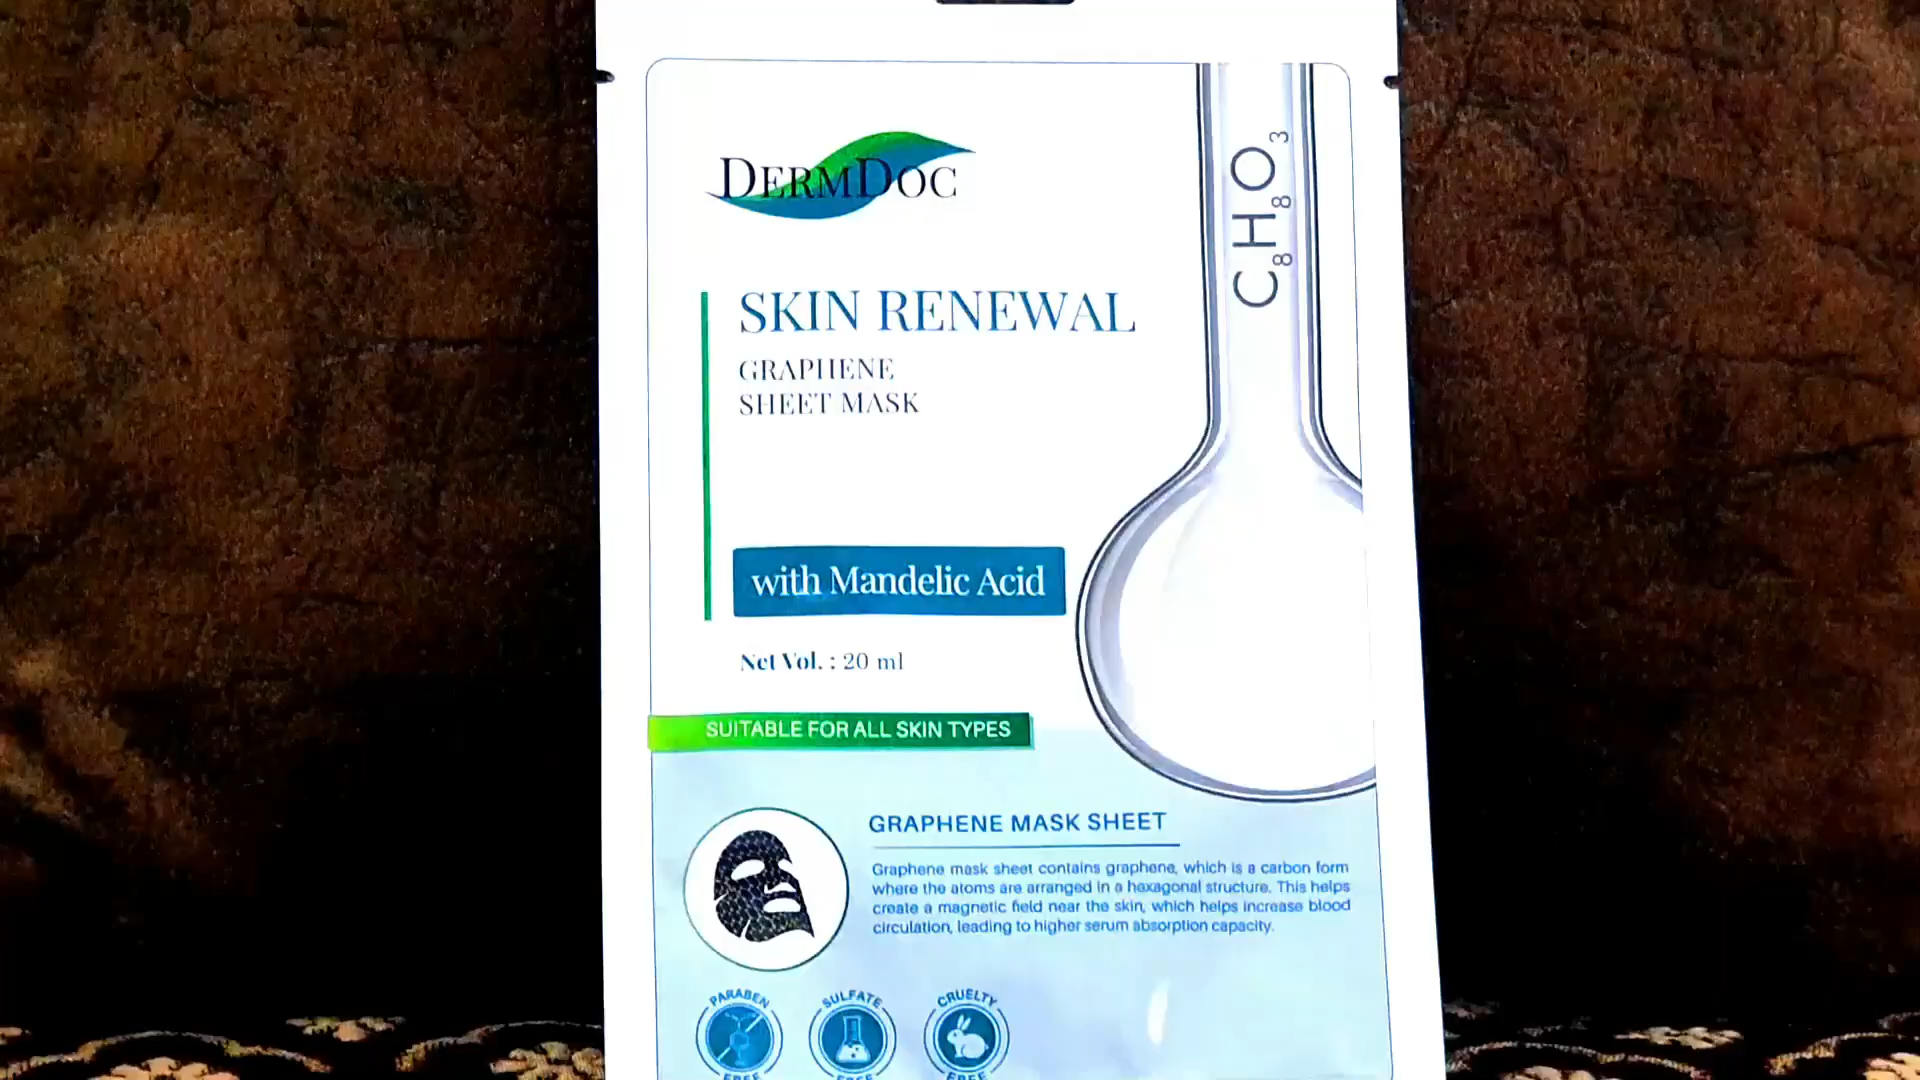 DERMDOC
SKIN RENEWAL
GRAPHENE
SHEET MASK
with Mandelic Acid
Net Vol. : 20 ml
C8H8O3
SUITABLE FOR ALL SKIN TYPES
GRAPHENE MASK SHEET
Graphene mask sheet contains graphene, which is a carbon form
where the atoms are arranged in a hexagonal structure. This helps
create a magnetic field near the skin, which helps increase blood
circulation, leading to higher serum absorption capacity.
PARABEN
FREE
SULFATE
FREE
CRUELTY
FREE